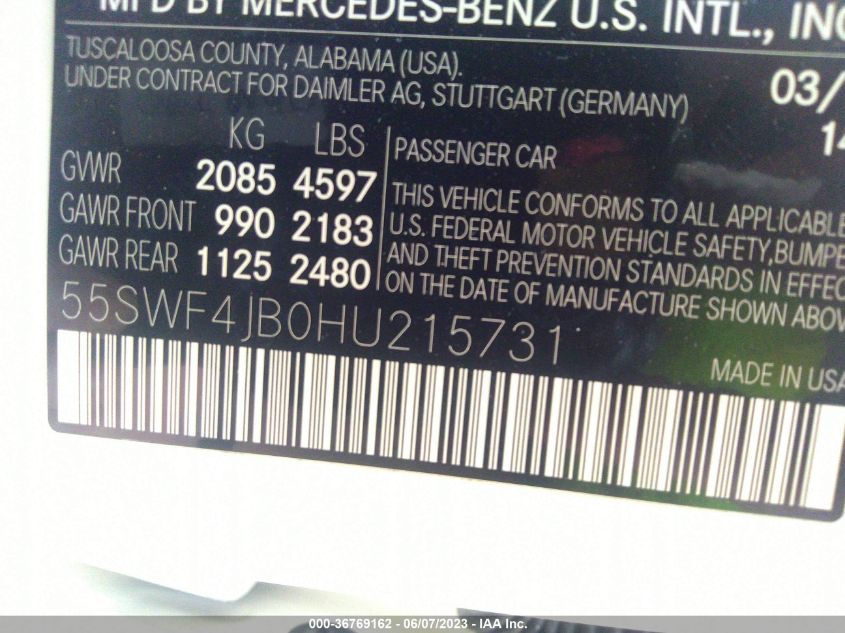 MFD BY MERCEDES-BENZ U.S. INTL., INC
TUSCALOOSA COUNTY, ALABAMA (USA).
UNDER CONTRACT FOR DAIMLER AG, STUTTGART (GERMANY)
03/
14
KG LBS
GVWR 2085 4597
GAWR FRONT 990 2183
GAWR REAR 1125 2480
PASSENGER CAR
THIS VEHICLE CONFORMS TO ALL APPLICABLE
U.S. FEDERAL MOTOR VEHICLE SAFETY,BUMPE
AND THEFT PREVENTION STANDARDS IN EFFEC
ON THE DATE OF MANUFACTURE SHOWN ABOV
55SWF4JB0HU215731
MADE IN USA
000-36769162 - 06/07/2023 - IAA Inc.